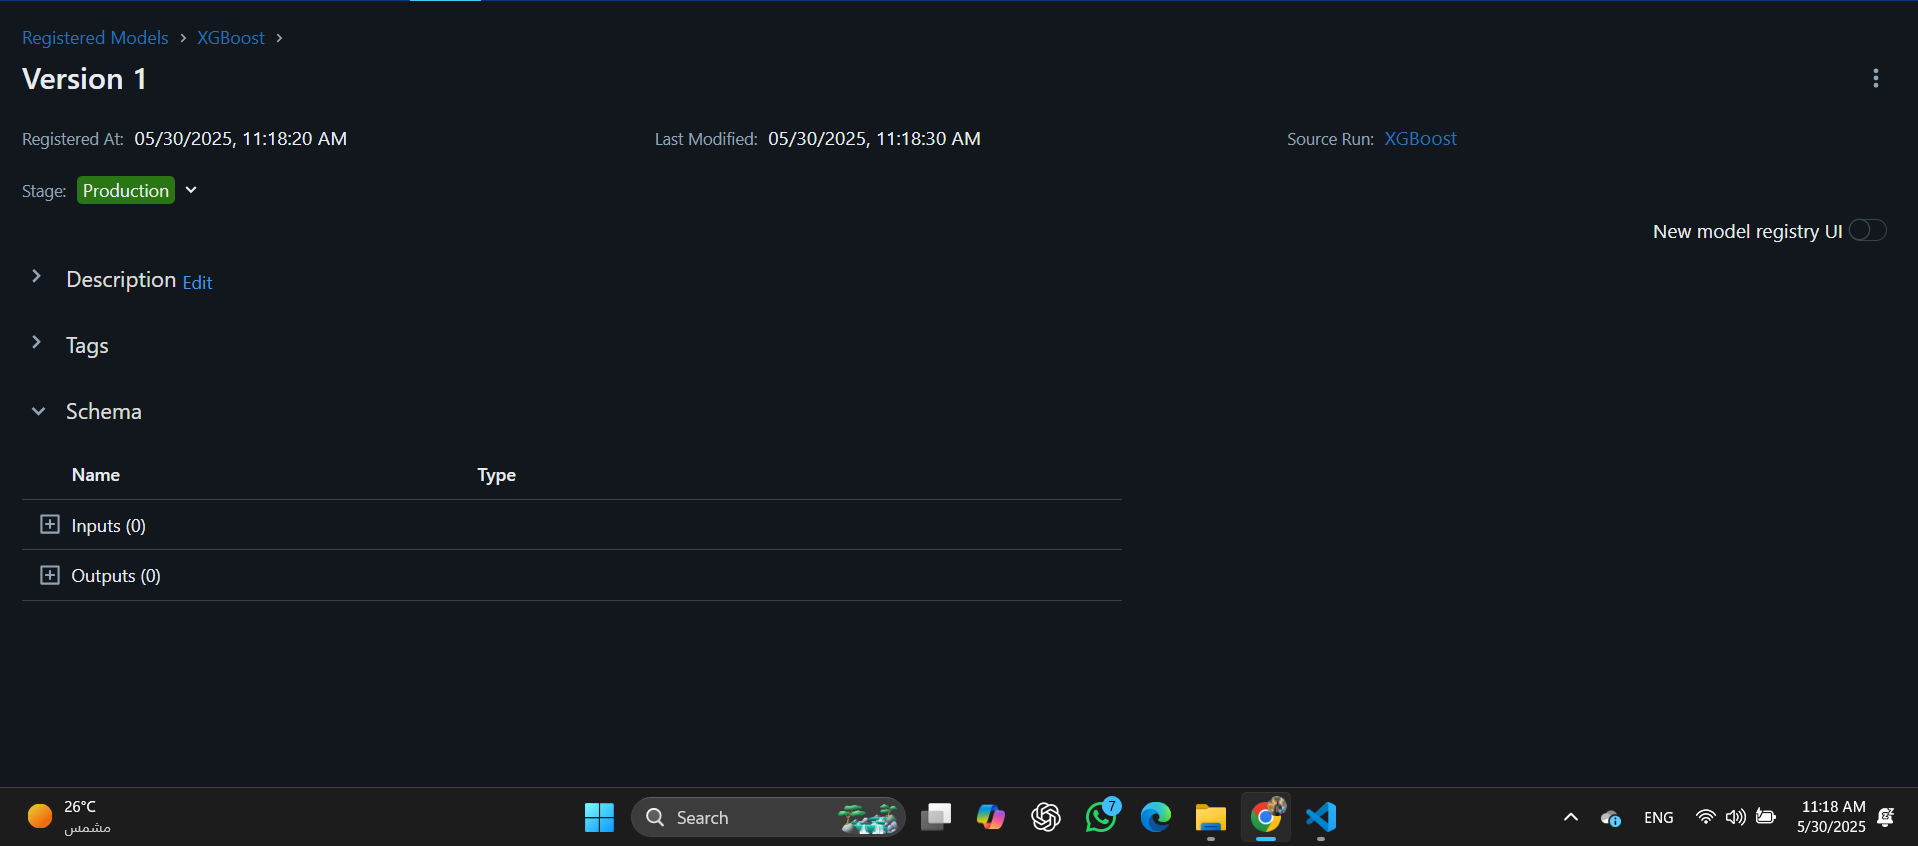 Registered Models > XGBoost >
Version 1
Registered At: 05/30/2025, 11:18:20 AM
Last Modified: 05/30/2025, 11:18:30 AM
Source Run: XGBoost
Stage: Production
New model registry UI
Description Edit
Tags
Schema
Name Type
Inputs (0)
Outputs (0)
26°C
مشمس
Search
7
ENG
11:18 AM
5/30/2025